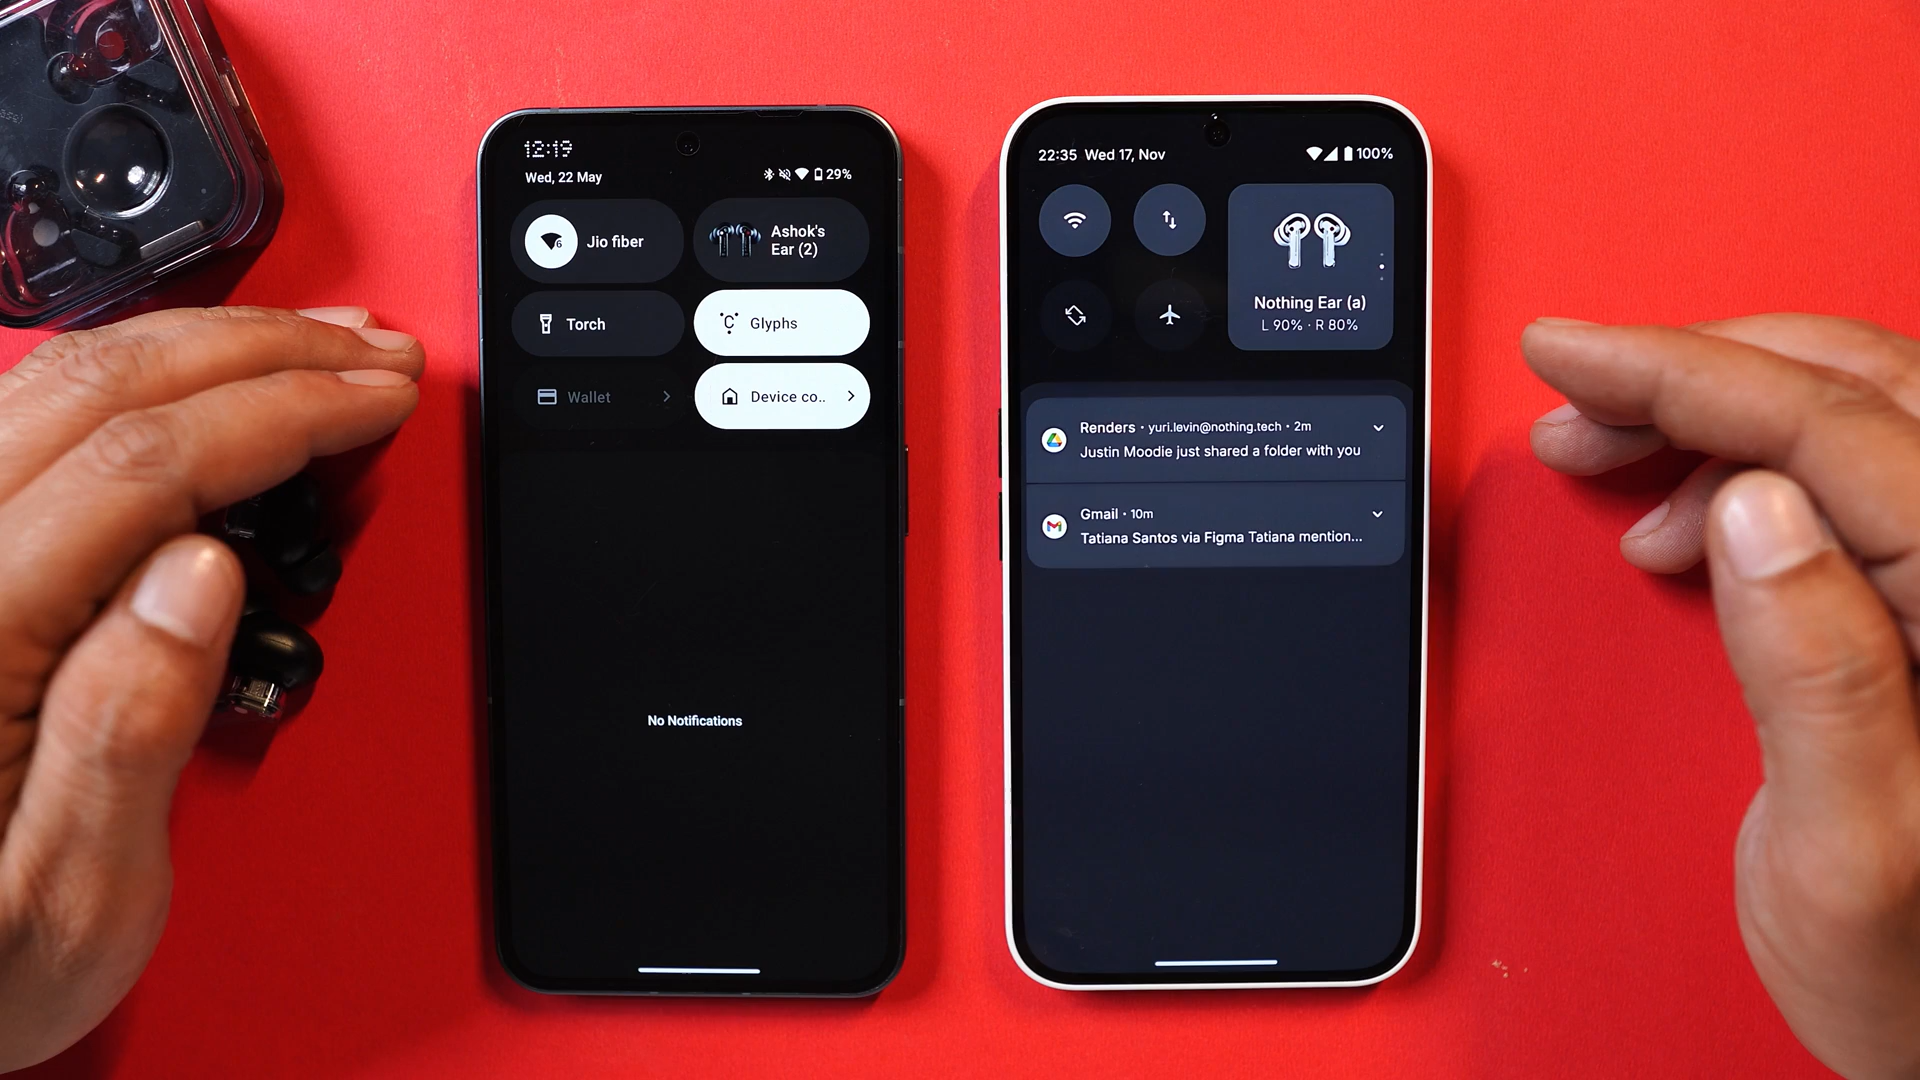 12:19
Wed, 22 May
29%
Jio fiber
Ashok's
Ear (2)
Torch
Glyphs
Wallet
Device co..
No Notifications
22:35 Wed 17, Nov
100%
Nothing Ear (a)
L 90% · R 80%
Renders · yuri.levin@nothing.tech · 2m
Justin Moodie just shared a folder with you
Gmail · 10m
Tatiana Santos via Figma Tatiana mention...